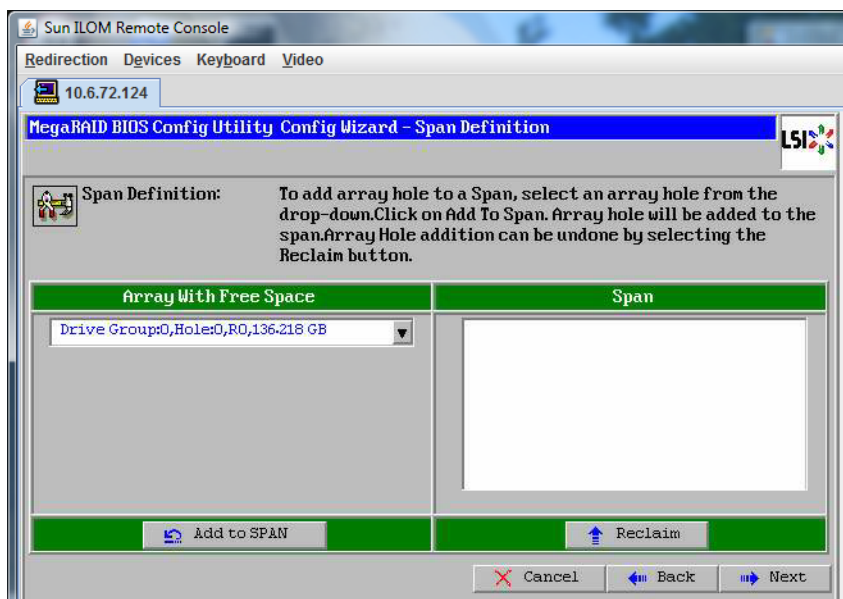 Sun ILOM Remote Console
Redirection Devices Keyboard Video
10.6.72.124
MegaRAID BIOS Config Utility Config Wizard - Span Definition
LSI
Span Definition:
To add array hole to a Span, select an array hole from the
drop-down.Click on Add To Span. Array hole will be added to the
span.Array Hole addition can be undone by selecting the
Reclaim button.
Array With Free Space
Span
Drive Group:0,Hole:0,R0,136.218 GB
Add to SPAN
Reclaim
Cancel
Back
Next